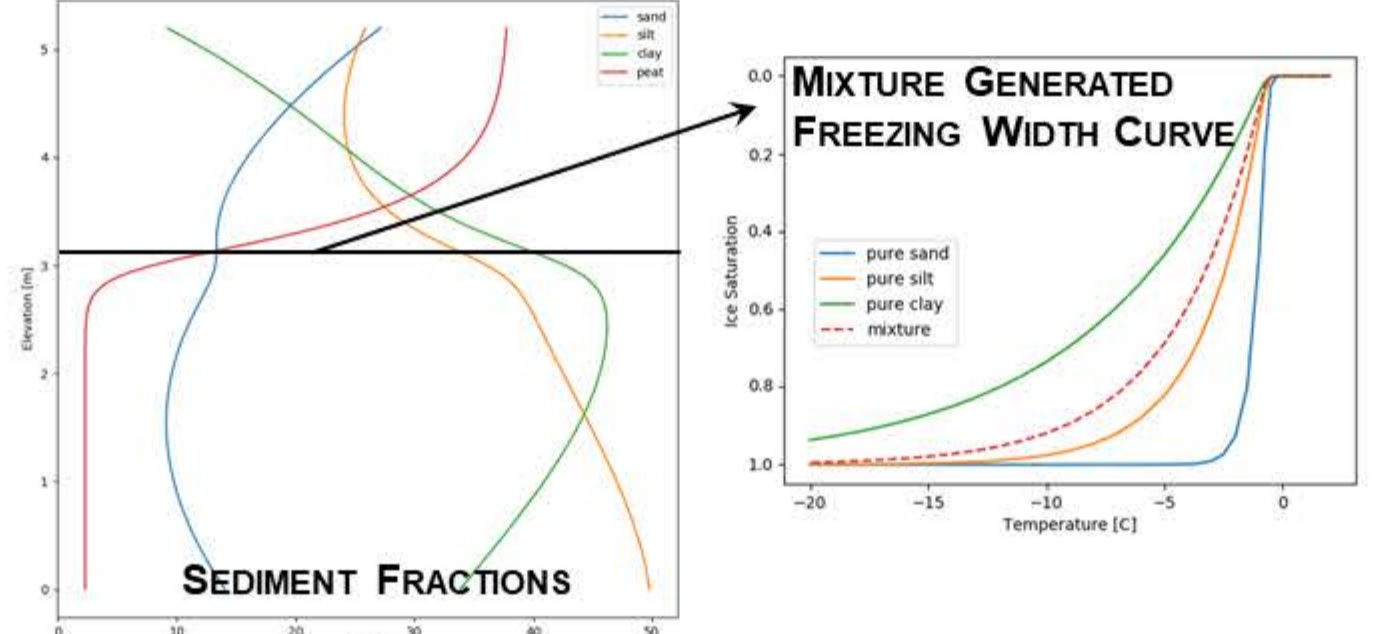 sand
silt
clay
peat
5
4
3
2
1
0
Elevation [m]
SEDIMENT FRACTIONS
0 10 20 30 40 50
MIXTURE GENERATED
FREEZING WIDTH CURVE
0.0
0.2
0.4
0.6
0.8
1.0
Ice Saturation
pure sand
pure silt
pure clay
mixture
−20 −15 −10 −5 0
Temperature [C]